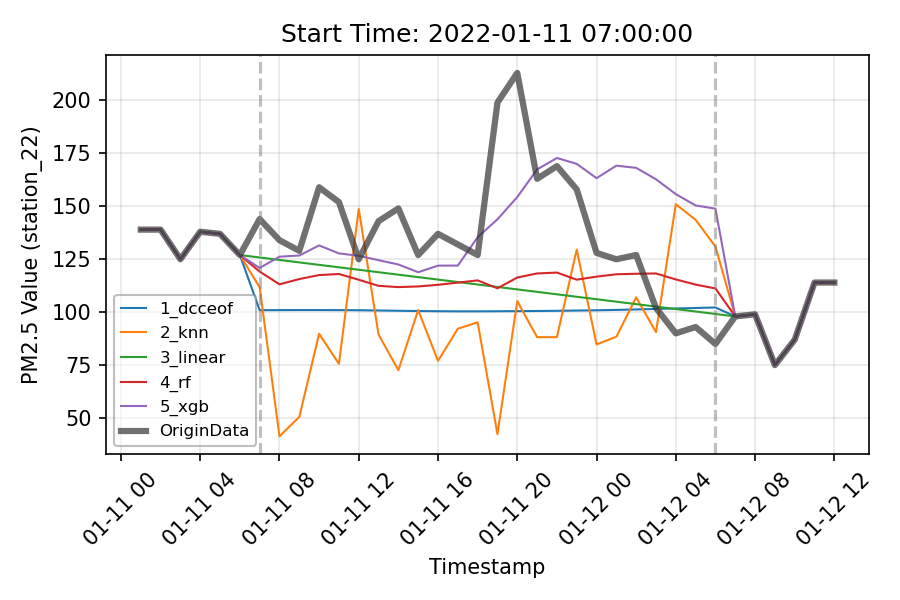 Start Time: 2022-01-11 07:00:00
PM2.5 Value (station_22)
200
175
150
125
100
75
50
1_dcceof
2_knn
3_linear
4_rf
5_xgb
OriginData
01-11 00
01-11 04
01-11 08
01-11 12
01-11 16
01-11 20
01-12 00
01-12 04
01-12 08
01-12 12
Timestamp